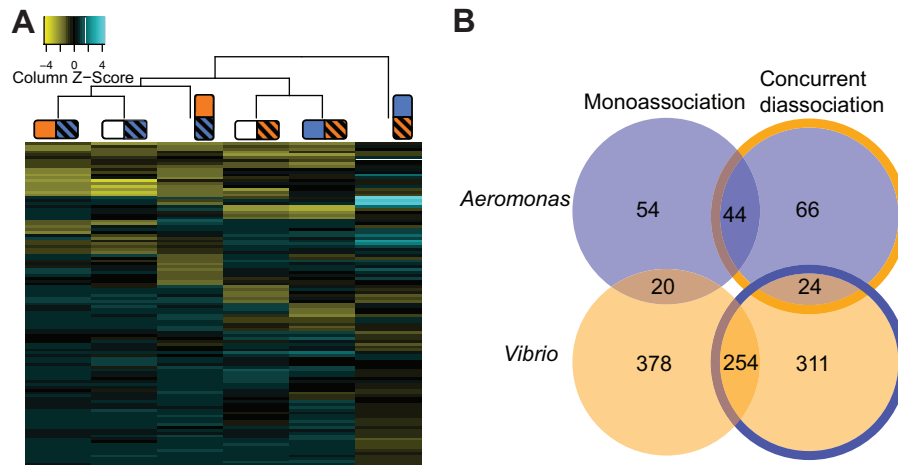 A
−4 0 4
Column Z−Score
B
Monoassociation
Concurrent
diassociation
Aeromonas
54
44
66
20
24
Vibrio
378
254
311